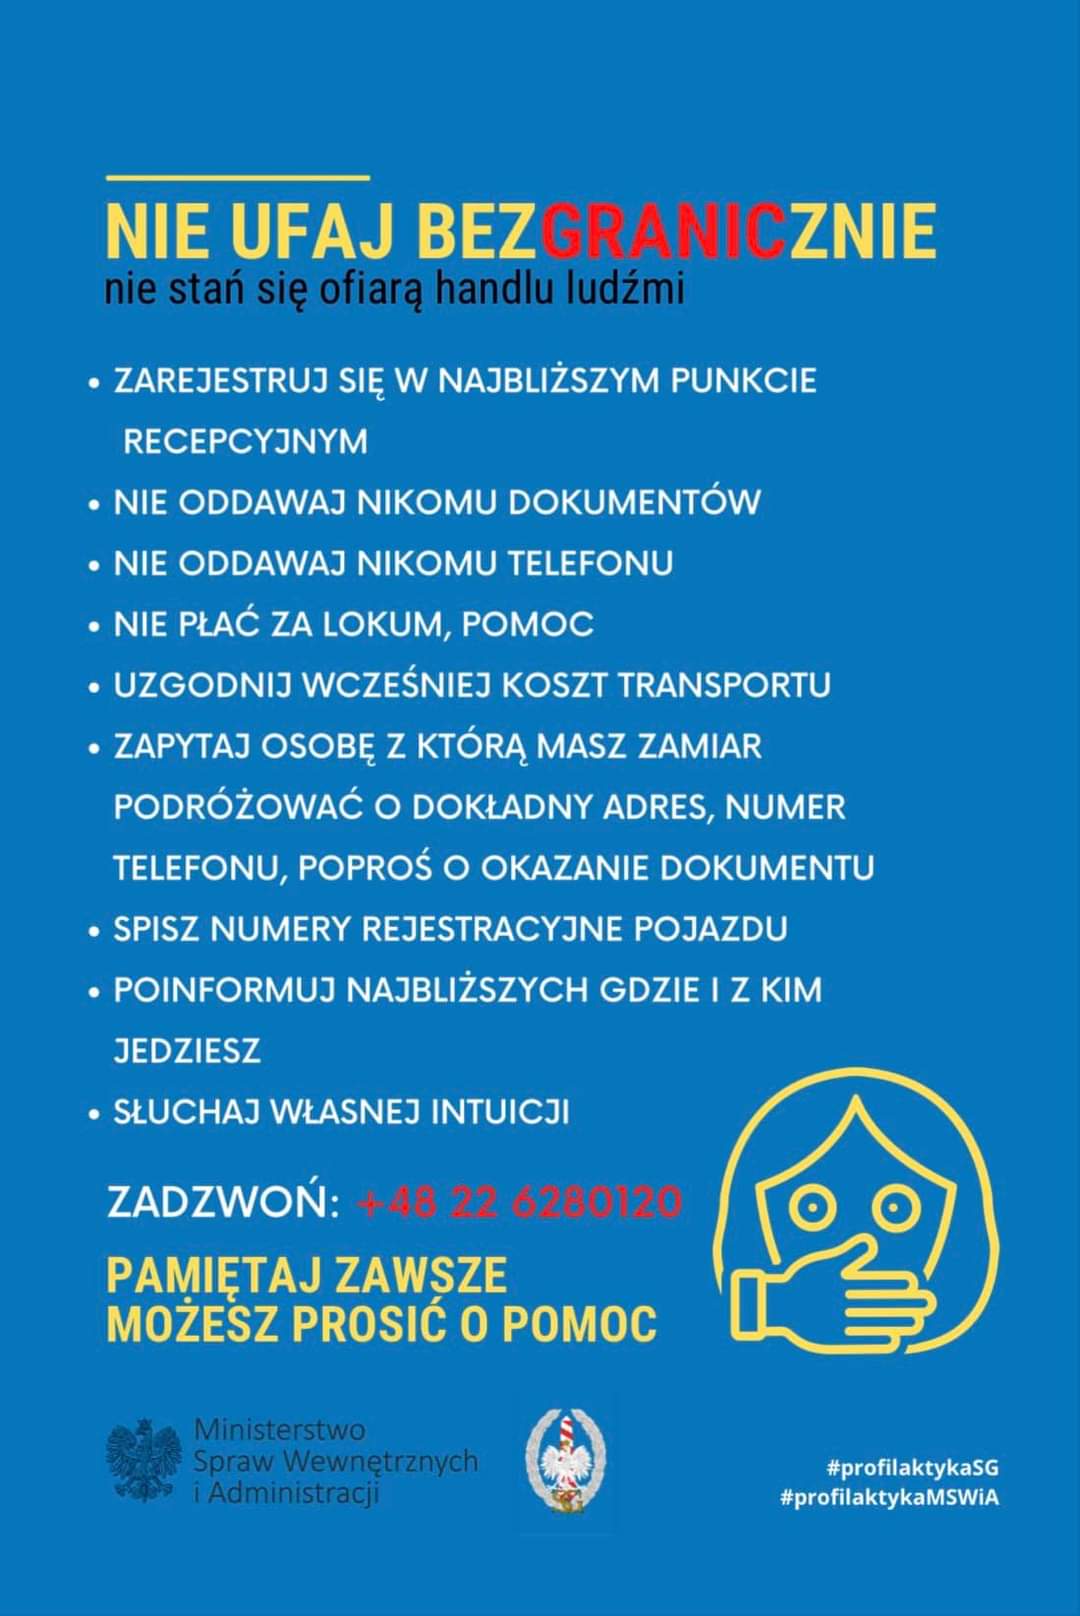 NIE UFAJ BEZGRANICZNIE
nie stań się ofiarą handlu ludźmi
• ZAREJESTRUJ SIĘ W NAJBLIŻSZYM PUNKCIE
RECEPCYJNYM
• NIE ODDAWAJ NIKOMU DOKUMENTÓW
• NIE ODDAWAJ NIKOMU TELEFONU
• NIE PŁAĆ ZA LOKUM, POMOC
• UZGODNIJ WCZEŚNIEJ KOSZT TRANSPORTU
• ZAPYTAJ OSOBĘ Z KTÓRĄ MASZ ZAMIAR
PODRÓŻOWAĆ O DOKŁADNY ADRES, NUMER
TELEFONU, POPROŚ O OKAZANIE DOKUMENTU
• SPISZ NUMERY REJESTRACYJNE POJAZDU
• POINFORMUJ NAJBLIŻSZYCH GDZIE I Z KIM
JEDZIESZ
• SŁUCHAJ WŁASNEJ INTUICJI
ZADZWOŃ: +48 22 6280120
PAMIĘTAJ ZAWSZE
MOŻESZ PROSIĆ O POMOC
Ministerstwo
Spraw Wewnętrznych
i Administracji
SG
#profilaktykaSG
#profilaktykaMSWiA